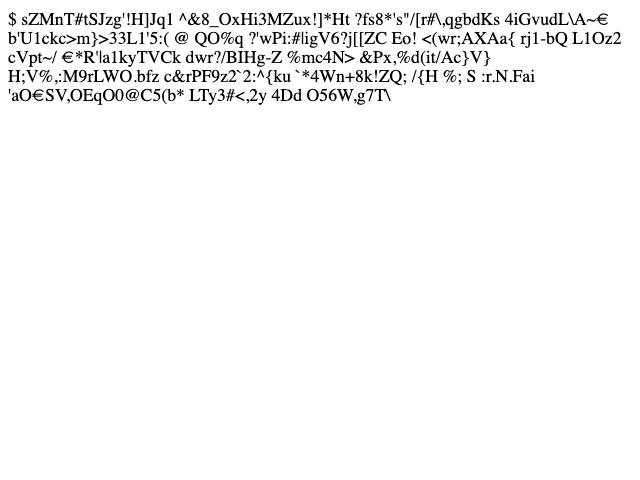 $ sZMnT#tSJzg'!H]Jq1 ^&8_OxHi3MZux!]*Ht ?fs8*'s"/[r#\,qgbdKs 4iGvudL\A~€
b'U1ckc>m}>33L1'5:( @ QO%q ?'wPi:#ligV6?j[[ZC Eo! <(wr;AXAa{ rj1-bQ L1Oz2
cVpt~/ €*R'la1kyTVCk dwr?/BIHg-Z %mc4N> &Px,%d(it/Ac}V}
H;V%,:M9rLWO.bfz c&rPF9z2`2:^{ku`*4Wn+8k!ZQ; /{H %; S :r.N.Fai
'aO€SV,OEqO0@C5(b* LTy3#<,2y 4Dd O56W,g7T\